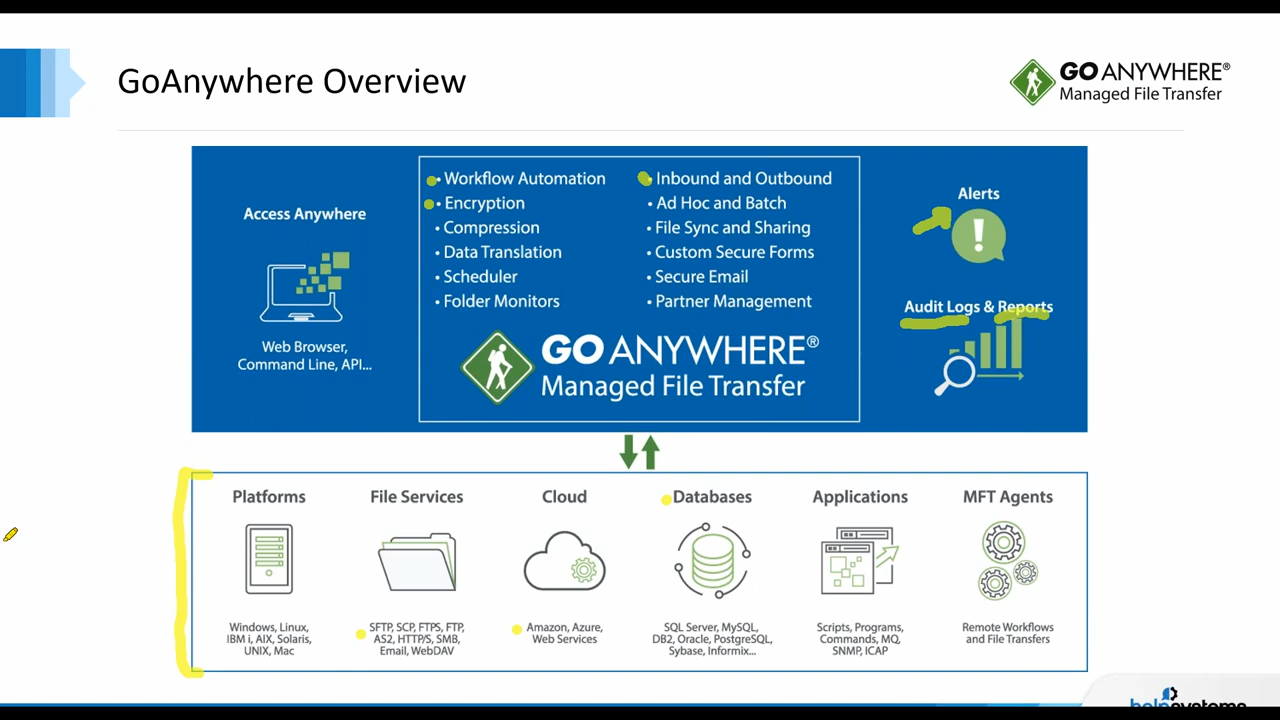 GoAnywhere Overview
GO ANYWHERE®
Managed File Transfer
Access Anywhere
Web Browser,
Command Line, API...
• Workflow Automation
• Encryption
• Compression
• Data Translation
• Scheduler
• Folder Monitors
• Inbound and Outbound
• Ad Hoc and Batch
• File Sync and Sharing
• Custom Secure Forms
• Secure Email
• Partner Management
GO ANYWHERE®
Managed File Transfer
Alerts
!
Audit Logs & Reports
Platforms
Windows, Linux,
IBM i, AIX, Solaris,
UNIX, Mac
File Services
SFTP, SCP, FTPS, FTP,
AS2, HTTP/S, SMB,
Email, WebDAV
Cloud
Amazon, Azure,
Web Services
Databases
SQL Server, MySQL,
DB2, Oracle, PostgreSQL,
Sybase, Informix...
Applications
Scripts, Programs,
Commands, MQ,
SNMP, ICAP
MFT Agents
Remote Workflows
and File Transfers
helpsystems